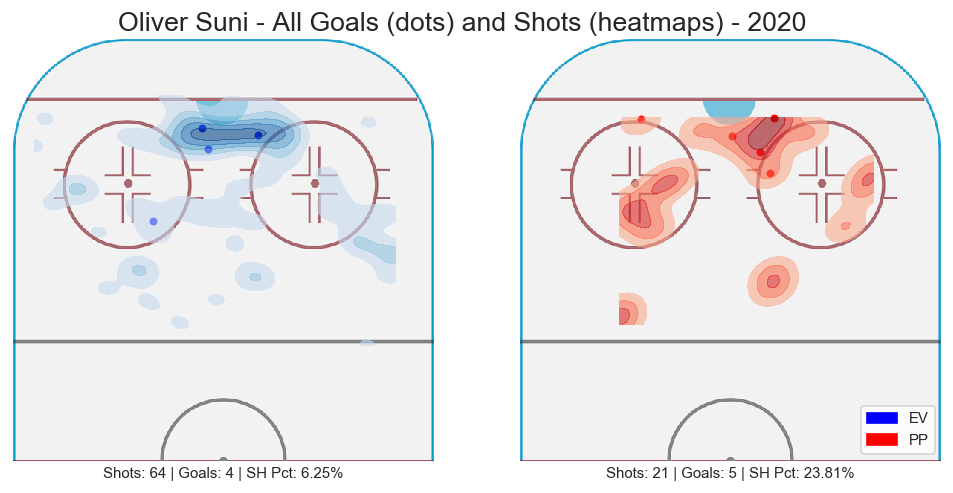 Oliver Suni - All Goals (dots) and Shots (heatmaps) - 2020
EV
PP
Shots: 64 | Goals: 4 | SH Pct: 6.25%
Shots: 21 | Goals: 5 | SH Pct: 23.81%